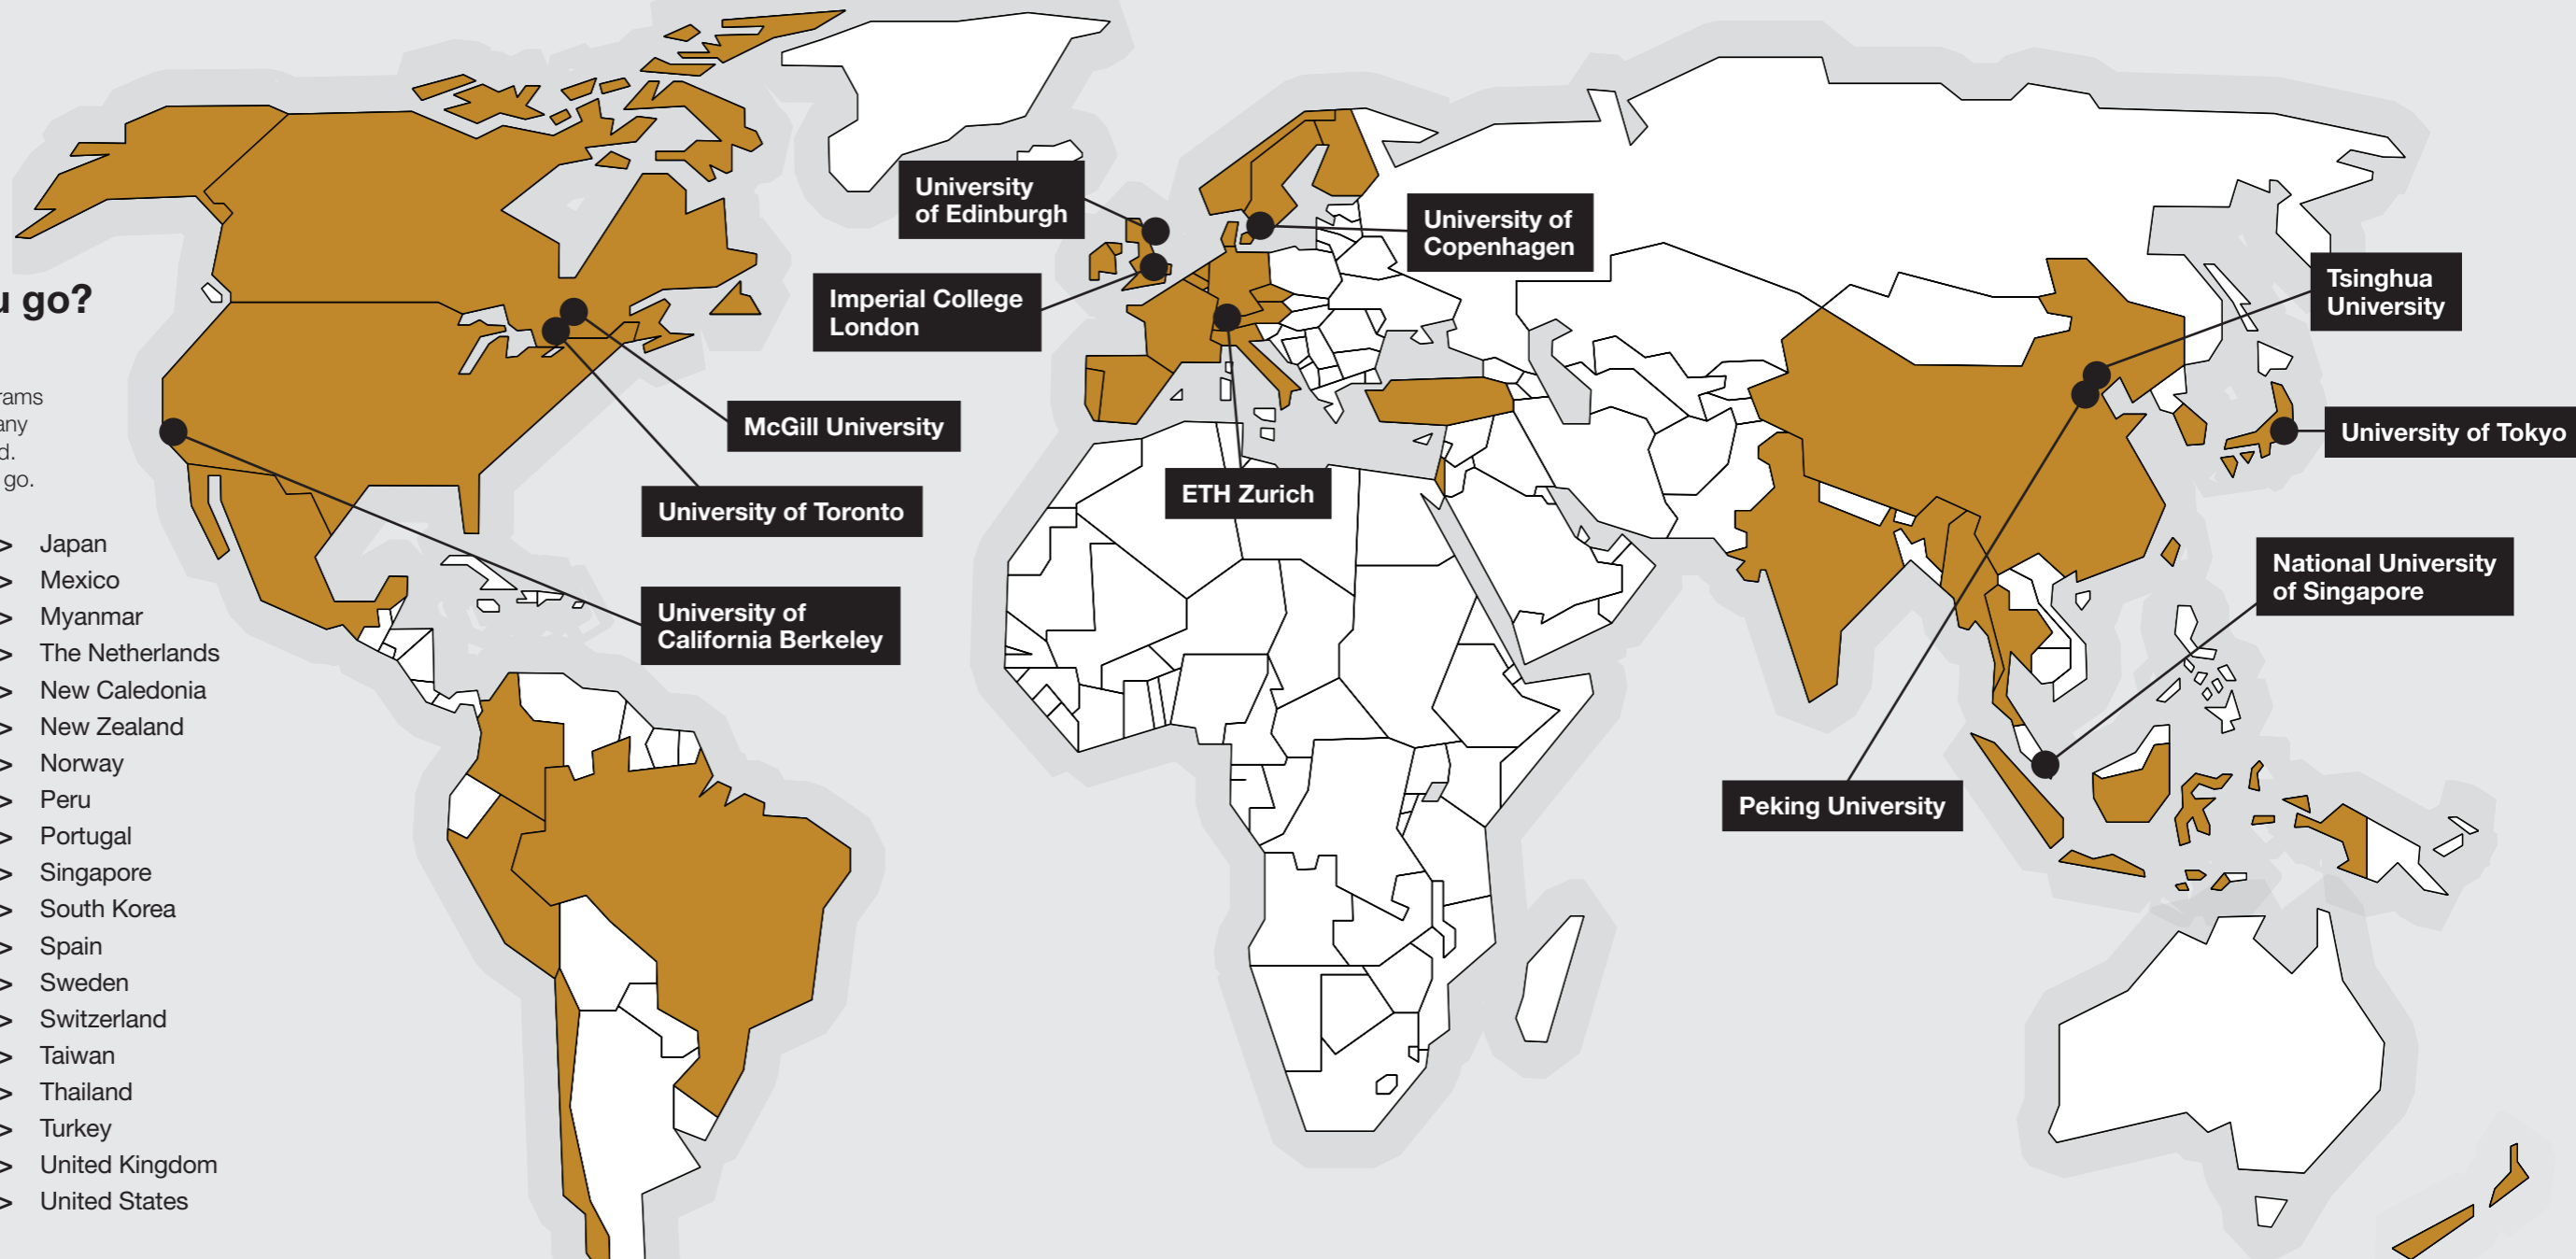 u go?
rams
any
d.
go.
> Japan
> Mexico
> Myanmar
> The Netherlands
> New Caledonia
> New Zealand
> Norway
> Peru
> Portugal
> Singapore
> South Korea
> Spain
> Sweden
> Switzerland
> Taiwan
> Thailand
> Turkey
> United Kingdom
> United States
University
of Edinburgh
Imperial College
London
McGill University
University of Toronto
University of
California Berkeley
University of
Copenhagen
ETH Zurich
Tsinghua
University
University of Tokyo
National University
of Singapore
Peking University